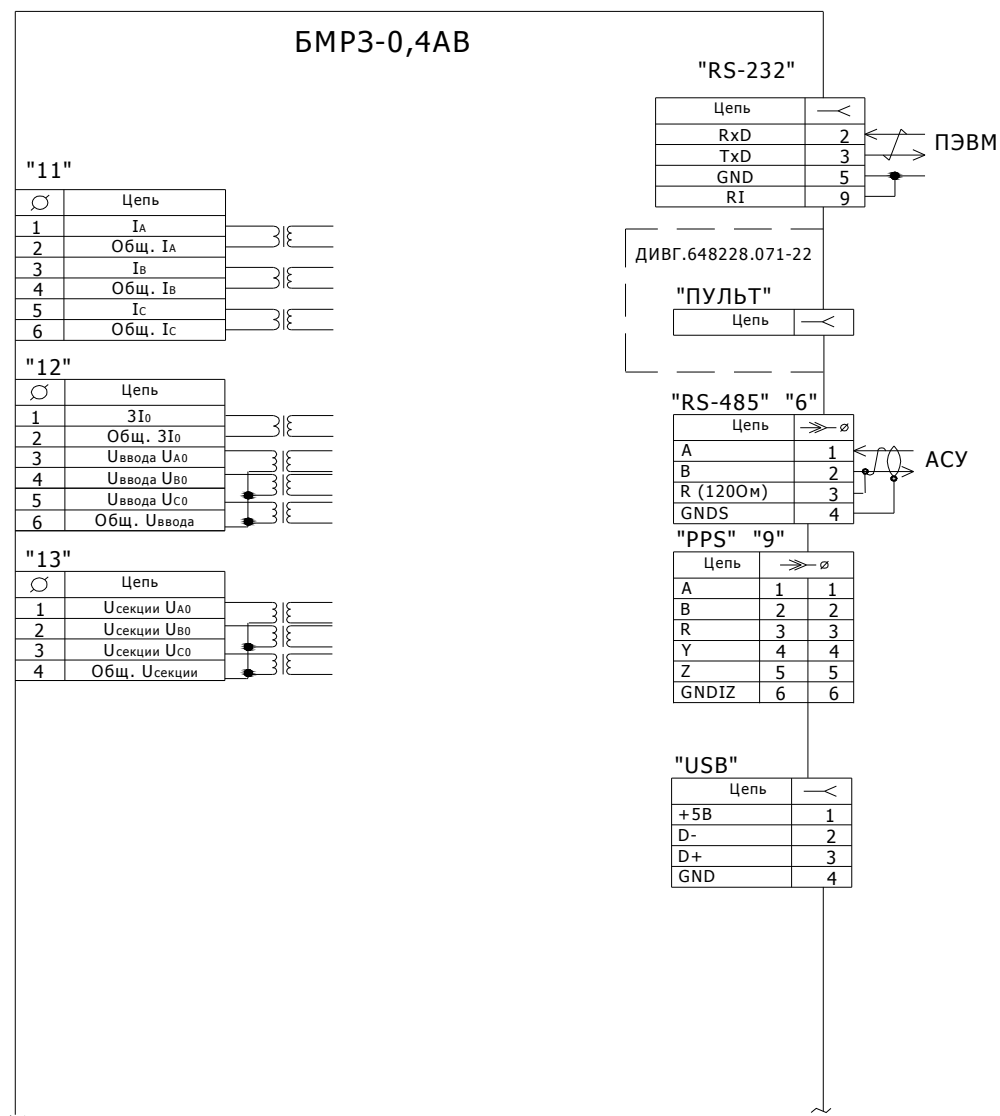 БМРЗ-0,4АВ
"11"
Цепь
1 IA
2 Общ. IA
3 IB
4 Общ. IB
5 IC
6 Общ. IC
"12"
Цепь
1 3I0
2 Общ. 3I0
3 Uввода UA0
4 Uввода UB0
5 Uввода UC0
6 Общ. Uввода
"13"
Цепь
1 Uсекции UA0
2 Uсекции UB0
3 Uсекции UC0
4 Общ. Uсекции
"RS-232"
Цепь
RxD 2
TxD 3
GND 5
RI 9
ПЭВМ
ДИВГ.648228.071-22
"ПУЛЬТ"
Цепь
"RS-485" "6"
Цепь
A 1
B 2
R (120Ом) 3
GNDS 4
АСУ
"PPS" "9"
Цепь
A 1 1
B 2 2
R 3 3
Y 4 4
Z 5 5
GNDIZ 6 6
"USB"
Цепь
+5В 1
D- 2
D+ 3
GND 4